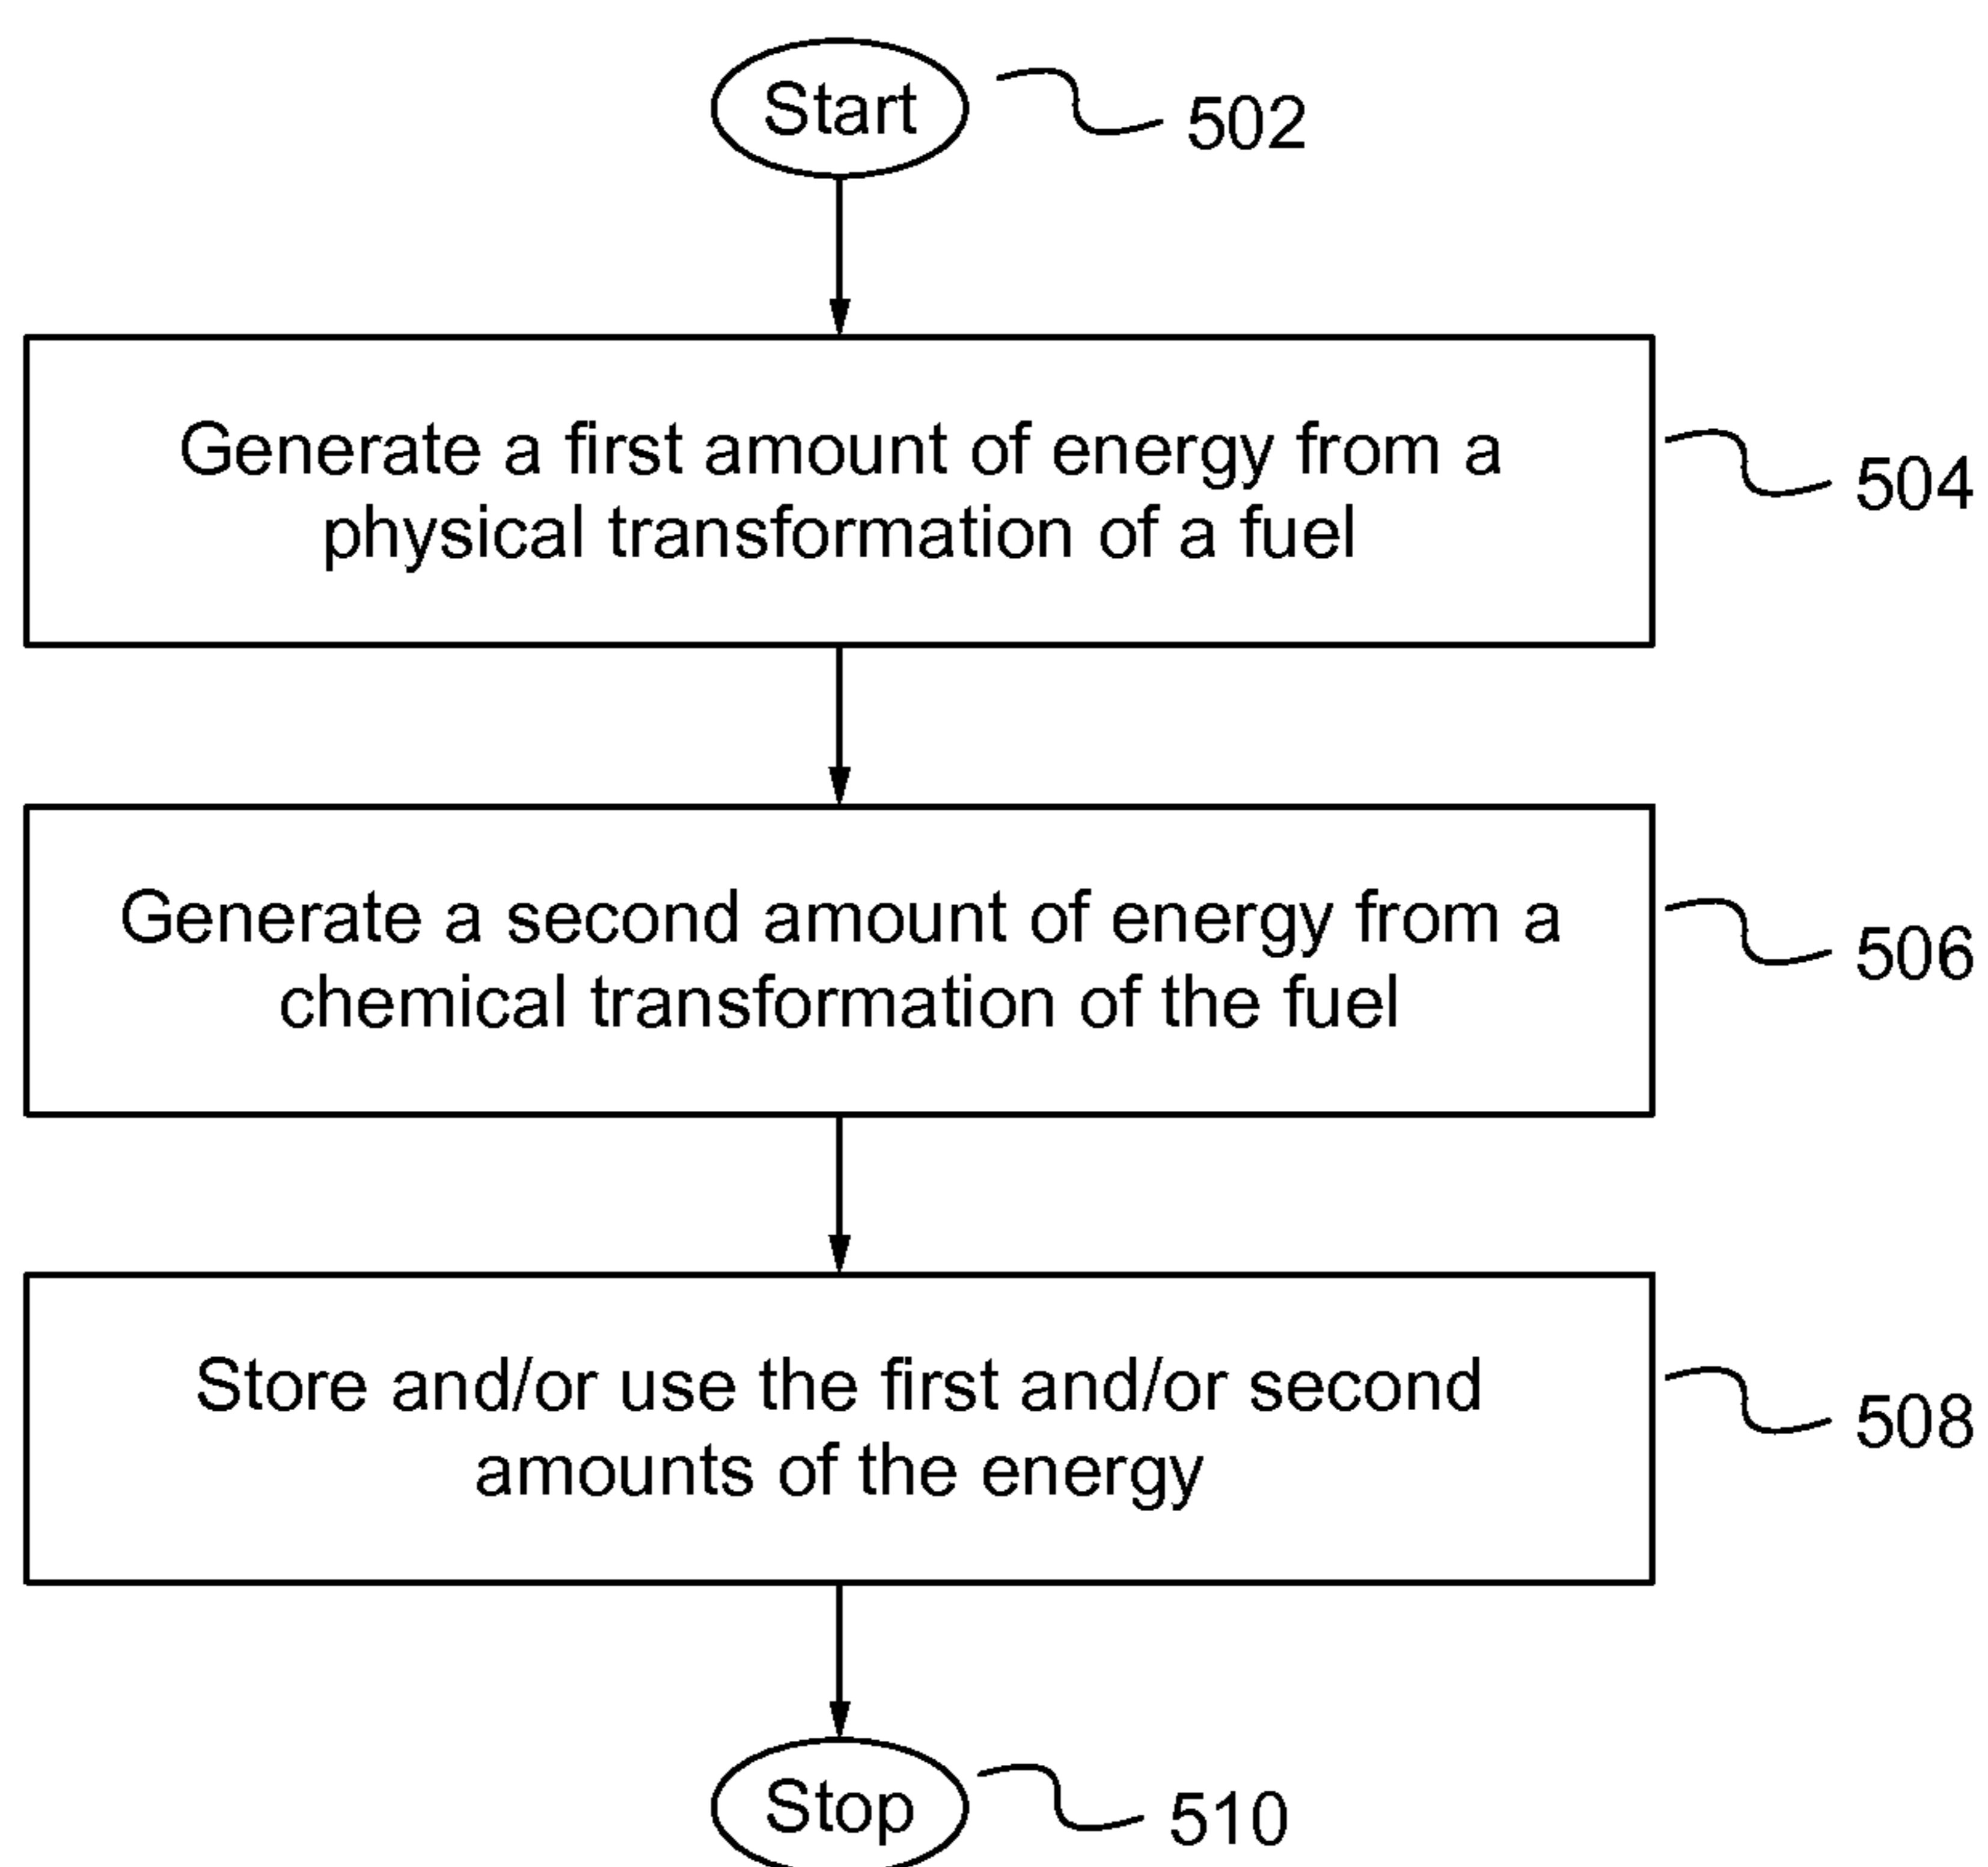 Start
502
Generate a first amount of energy from a
physical transformation of a fuel
504
Generate a second amount of energy from a
chemical transformation of the fuel
506
Store and/or use the first and/or second
amounts of the energy
508
Stop
510